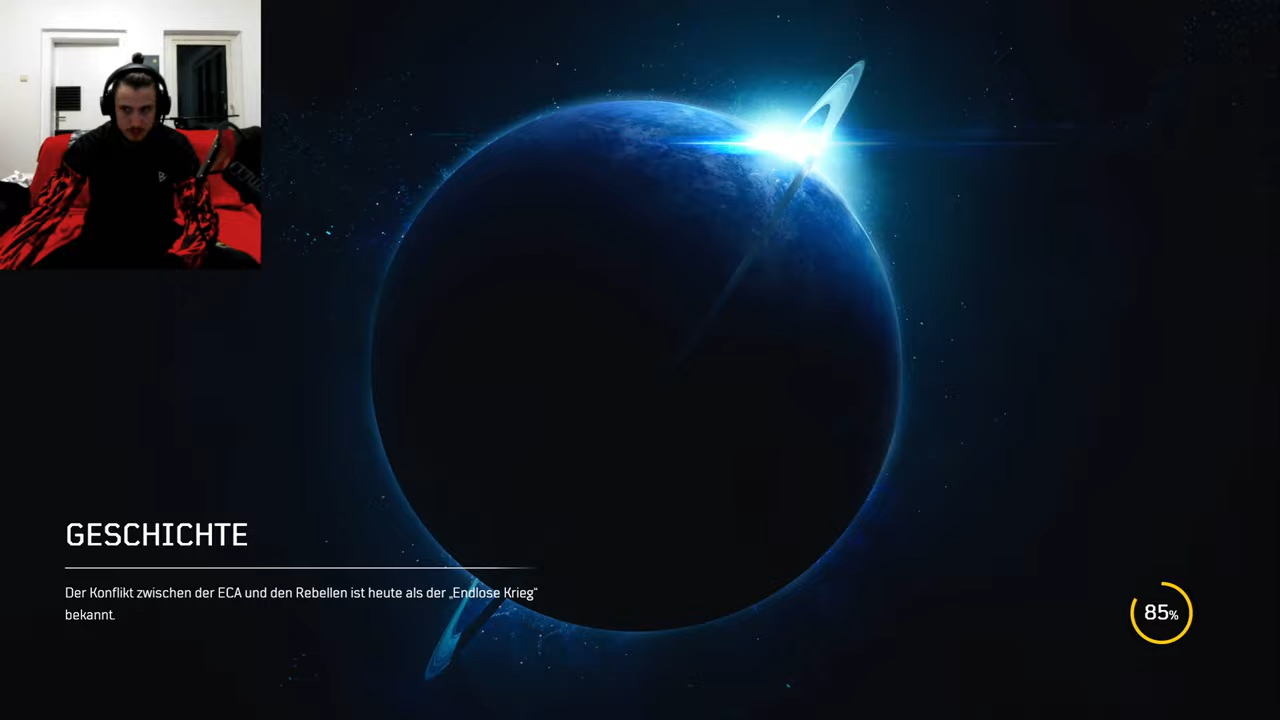 GESCHICHTE
Der Konflikt zwischen der ECA und den Rebellen ist heute als der „Endlose Krieg“
bekannt.
85%